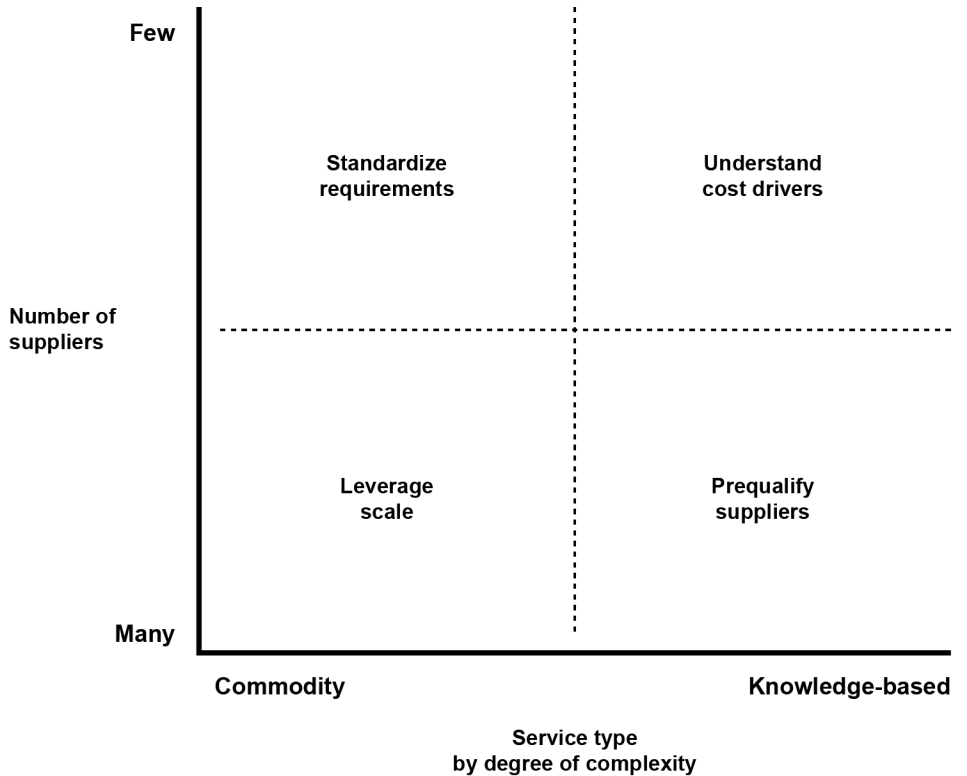 Few
Standardize
requirements
Understand
cost drivers
Number of
suppliers
Leverage
scale
Prequalify
suppliers
Many
Commodity
Knowledge-based
Service type
by degree of complexity